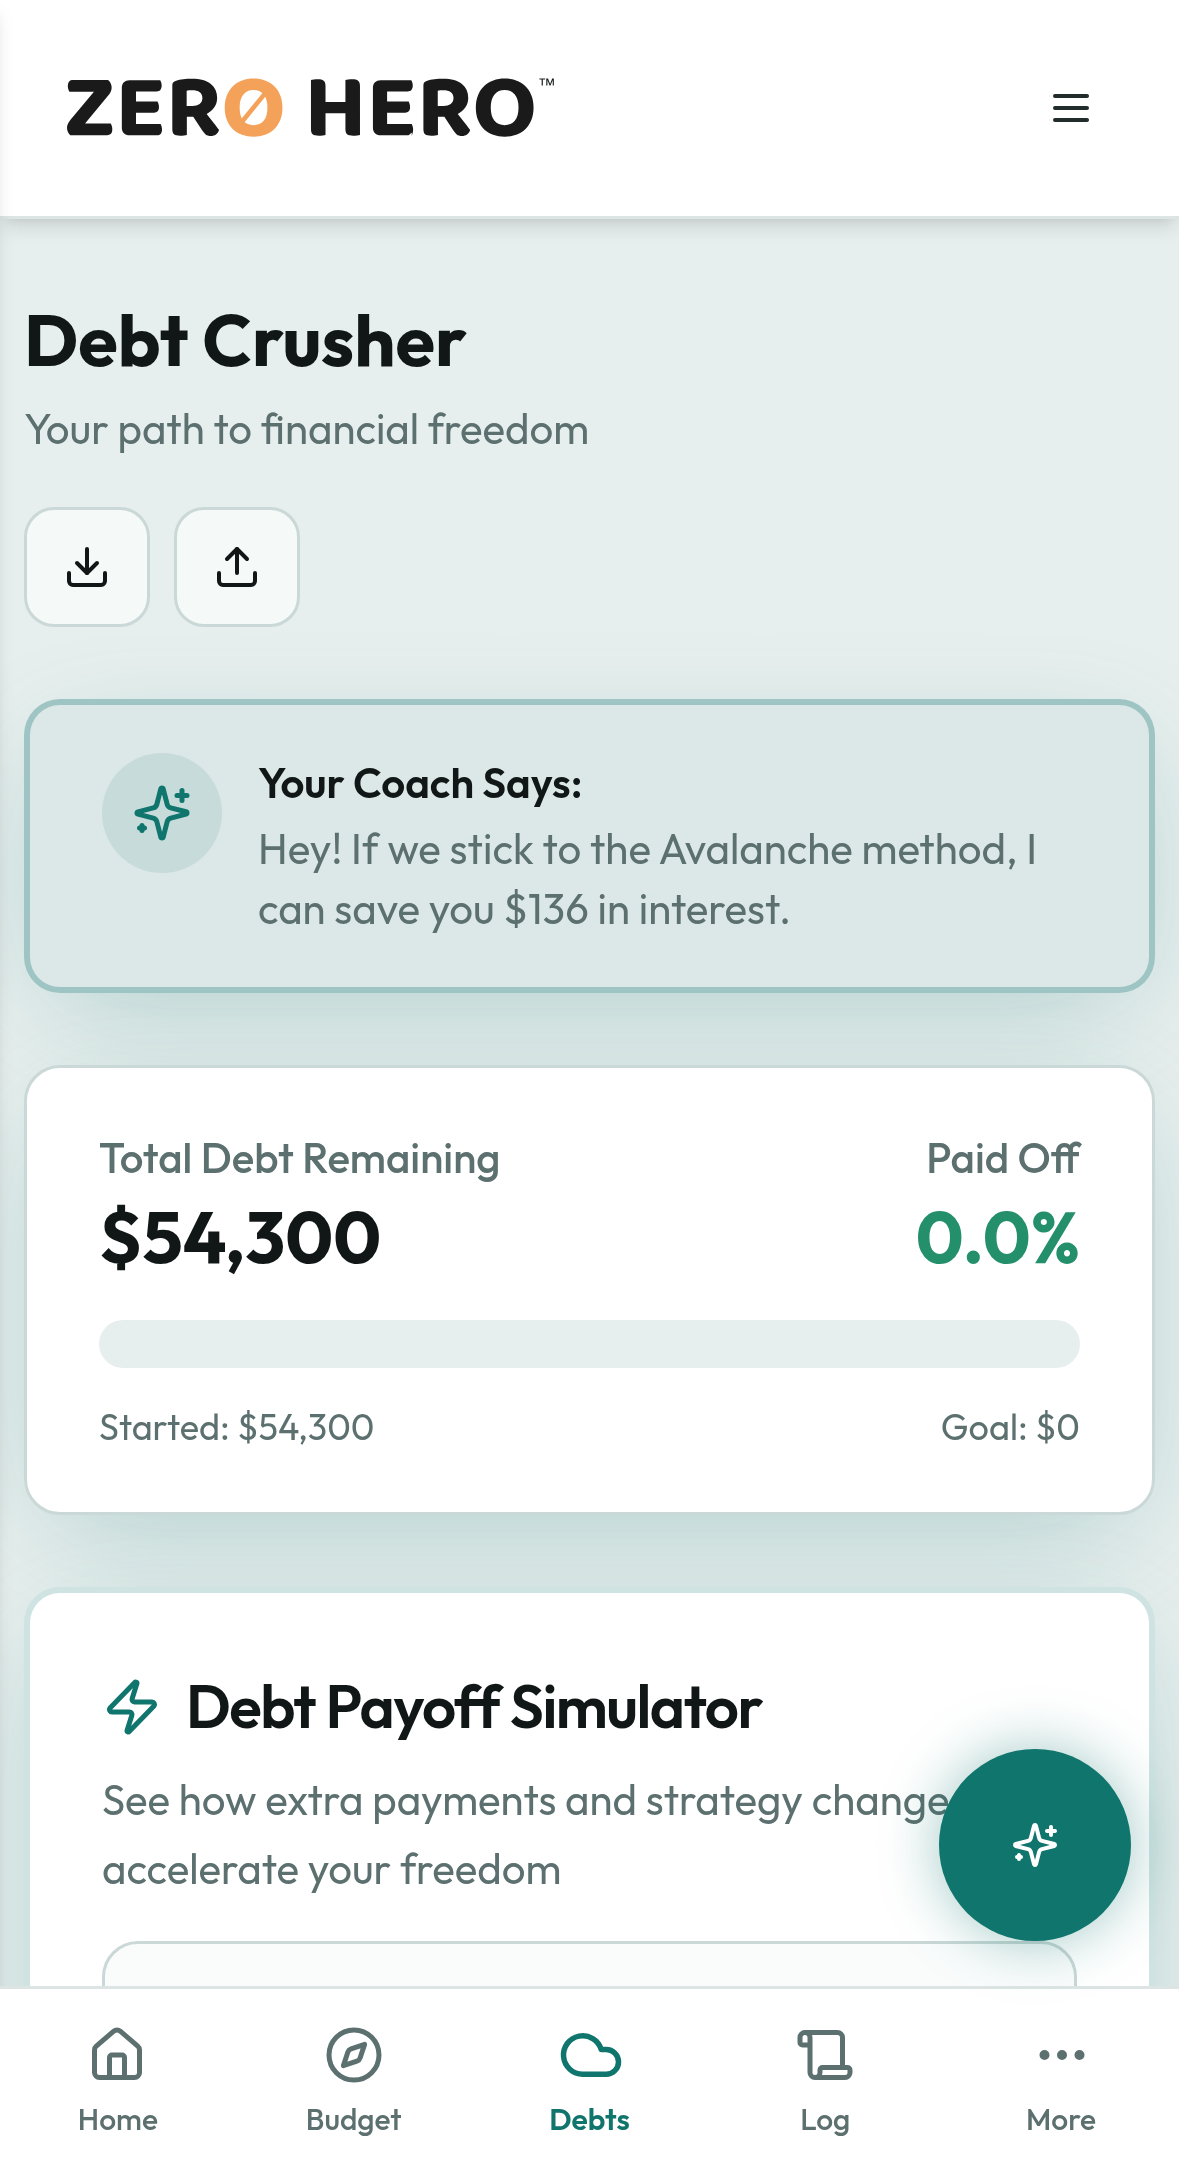 ZERO HERO™
Debt Crusher
Your path to financial freedom
Your Coach Says:
Hey! If we stick to the Avalanche method, I
can save you $136 in interest.
Total Debt Remaining
Paid Off
$54,300
0.0%
Started: $54,300
Goal: $0
Debt Payoff Simulator
See how extra payments and strategy change
accelerate your freedom
Home
Budget
Debts
Log
More